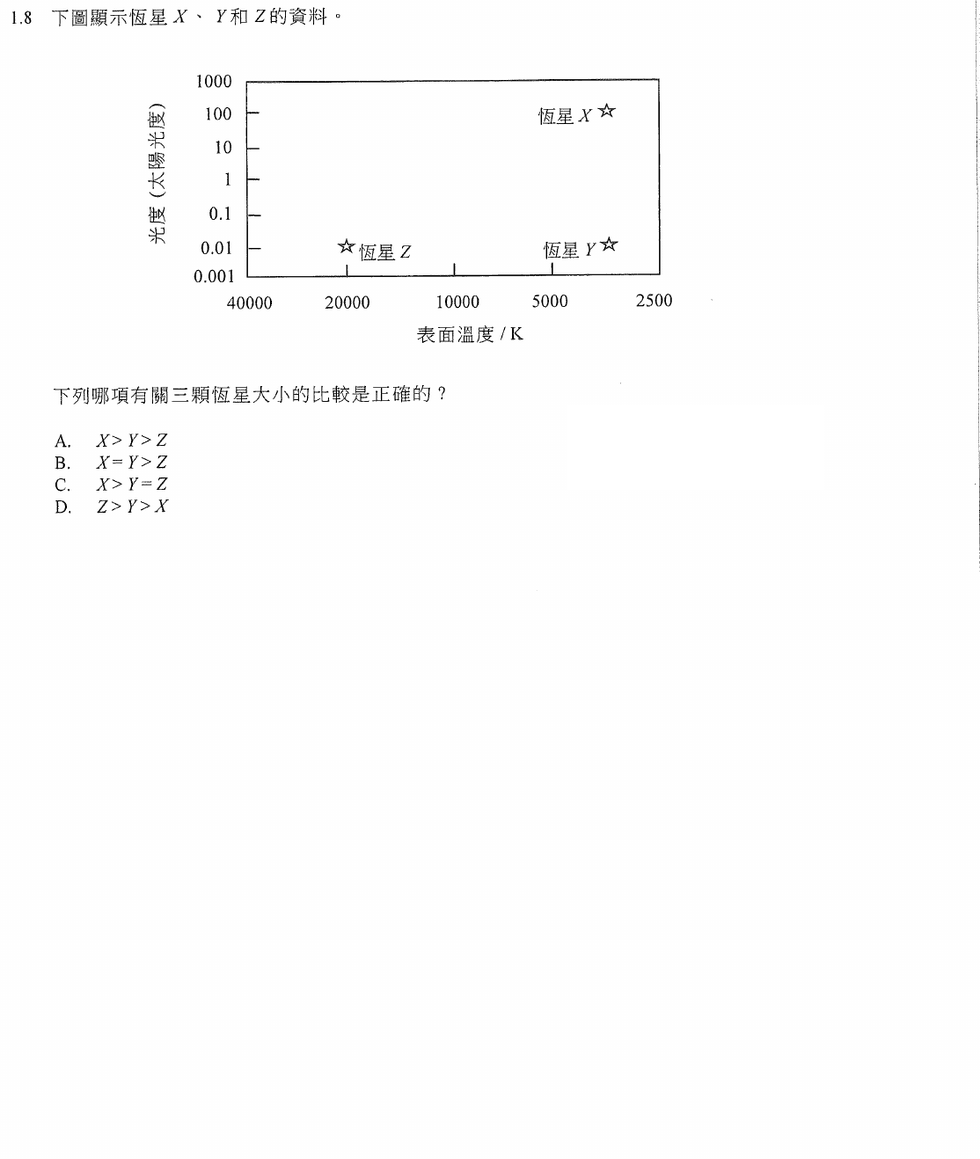 1.8 下圖顯示恆星 X、 Y和 Z的資料。
1000
100
10
1
0.1
0.01
0.001
光度 (太陽光度)
恆星 X
恆星 Z
恆星 Y
40000 20000 10000 5000 2500
表面溫度 / K
下列哪項有關三顆恆星大小的比較是正確的？
A. X> Y> Z
B. X= Y> Z
C. X> Y= Z
D. Z> Y> X